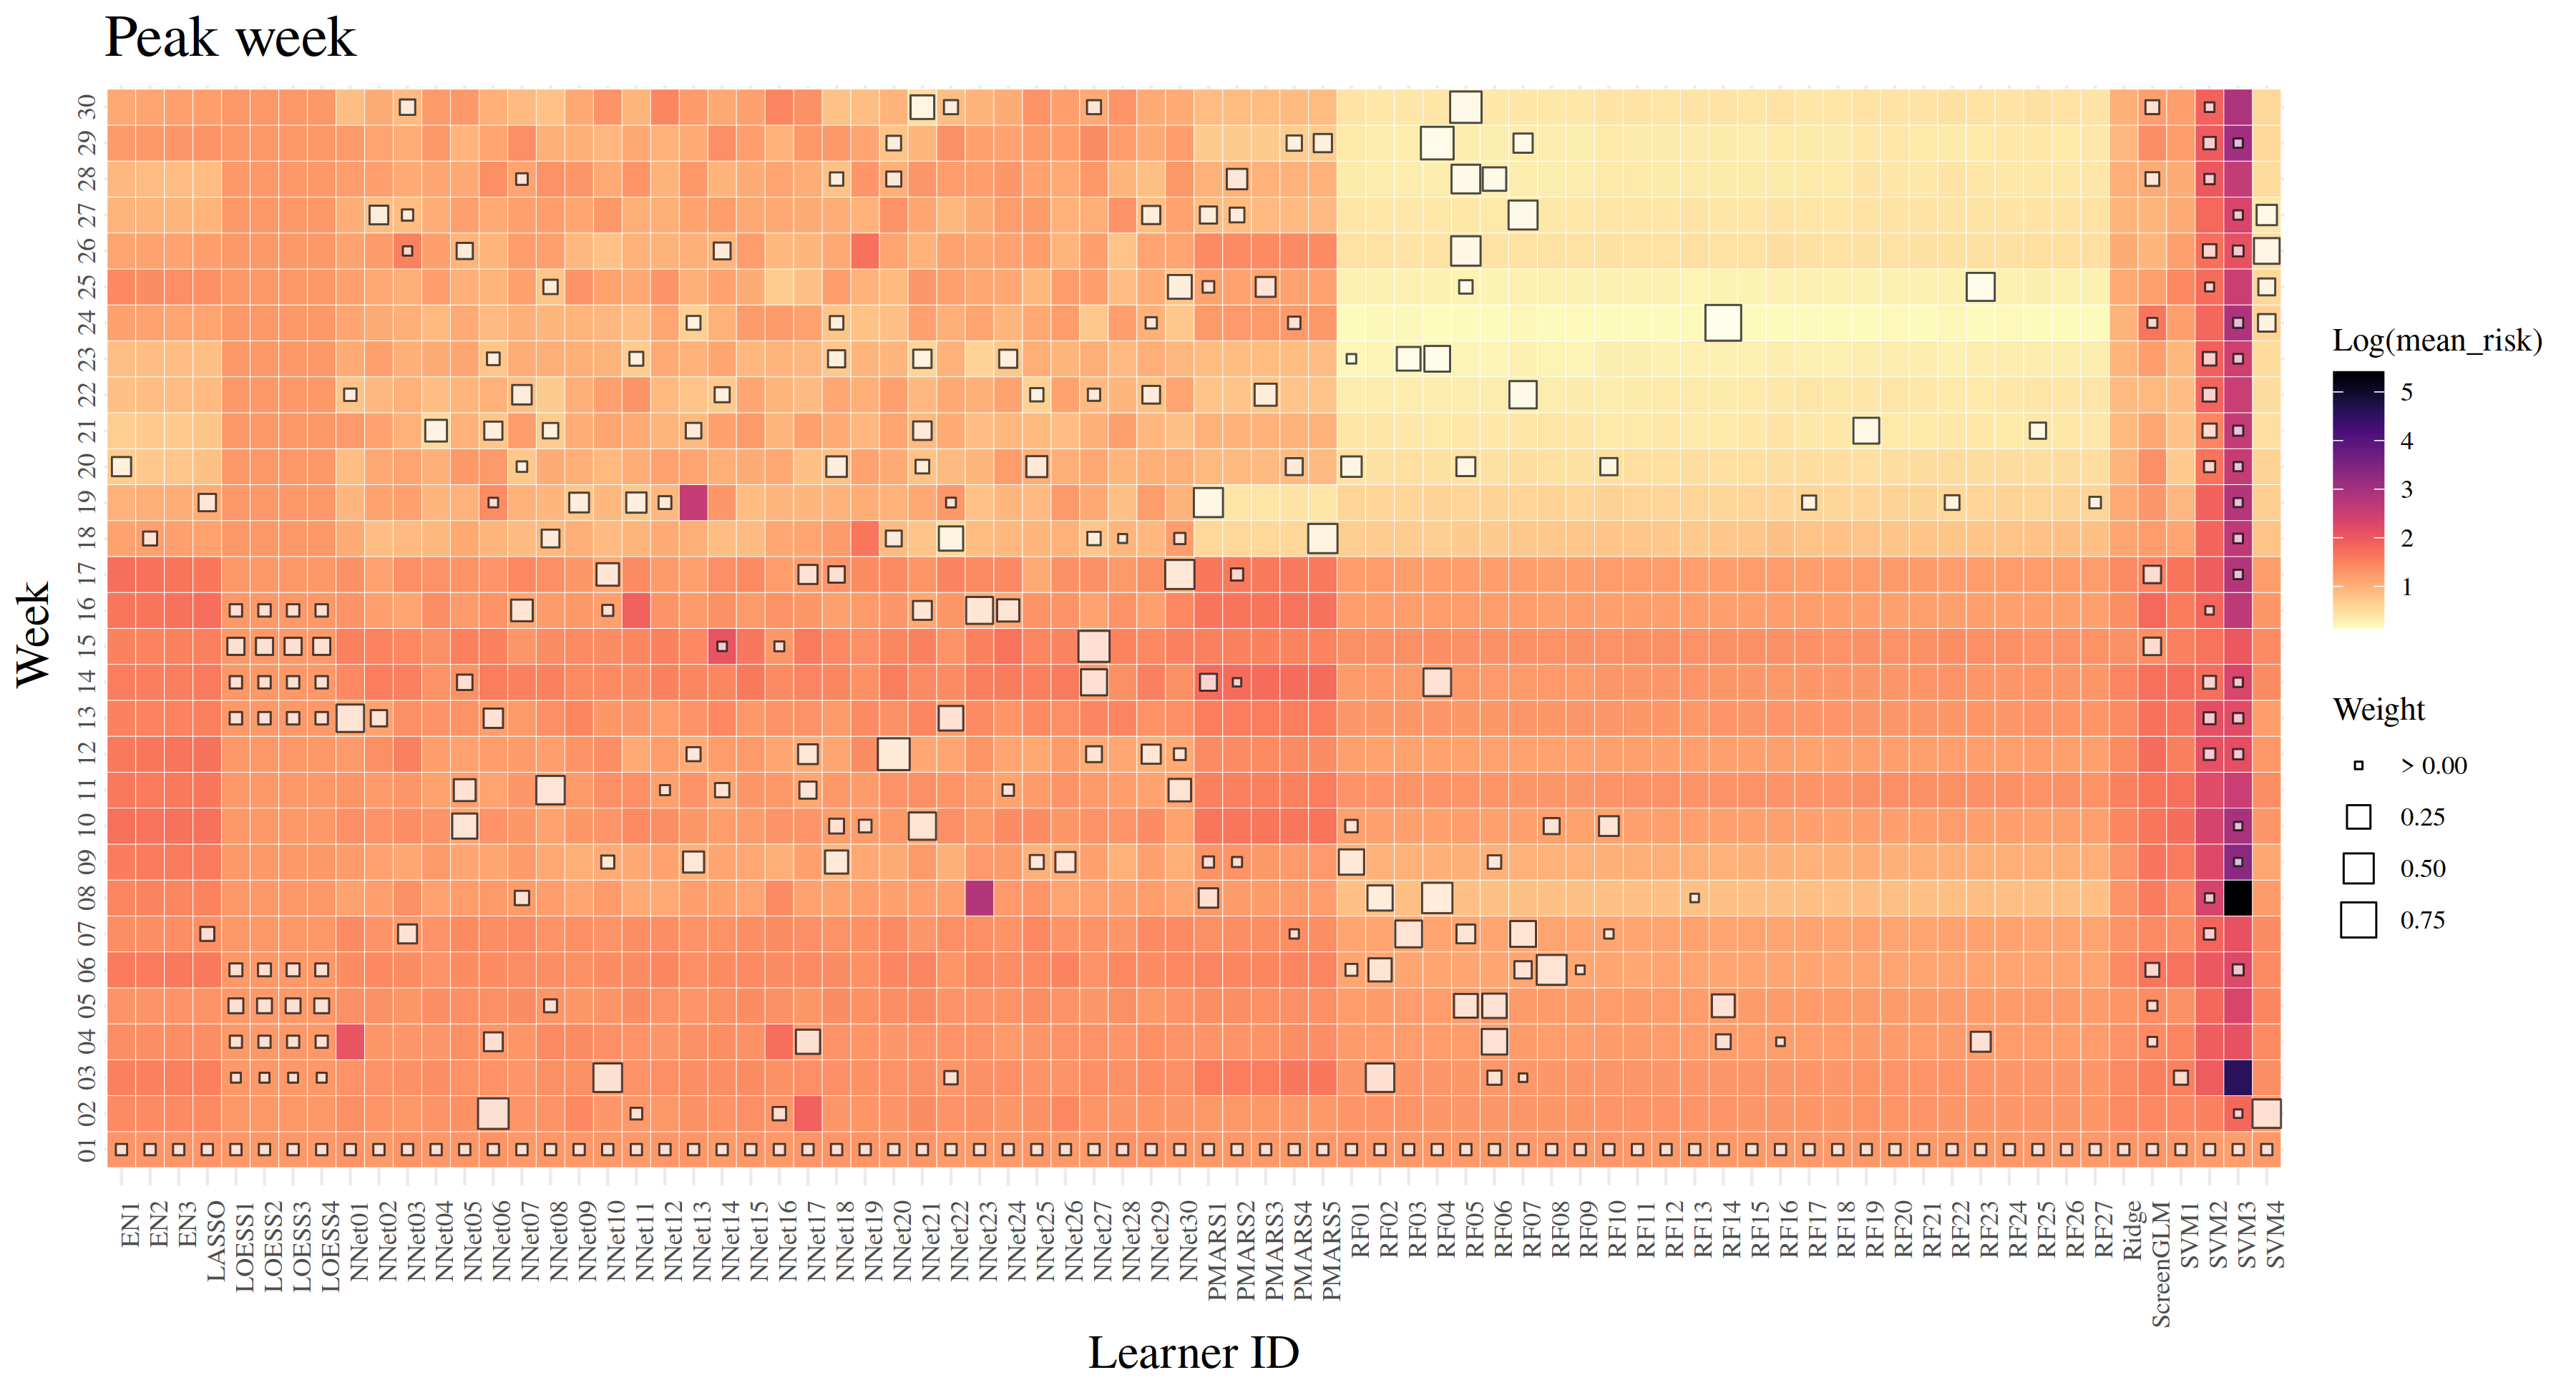 Peak week
Week
30
29
28
27
26
25
24
23
22
21
20
19
18
17
16
15
14
13
12
11
10
09
08
07
06
05
04
03
02
01
EN1
EN2
EN3
LASSO
LOESS1
LOESS2
LOESS3
LOESS4
NNet01
NNet02
NNet03
NNet04
NNet05
NNet06
NNet07
NNet08
NNet09
NNet10
NNet11
NNet12
NNet13
NNet14
NNet15
NNet16
NNet17
NNet18
NNet19
NNet20
NNet21
NNet22
NNet23
NNet24
NNet25
NNet26
NNet27
NNet28
NNet29
NNet30
PMARS1
PMARS2
PMARS3
PMARS4
PMARS5
RF01
RF02
RF03
RF04
RF05
RF06
RF07
RF08
RF09
RF10
RF11
RF12
RF13
RF14
RF15
RF16
RF17
RF18
RF19
RF20
RF21
RF22
RF23
RF24
RF25
RF26
RF27
Ridge
ScreenGLM
SVM1
SVM2
SVM3
SVM4
Learner ID
Log(mean_risk)
5
4
3
2
1
Weight
> 0.00
0.25
0.50
0.75